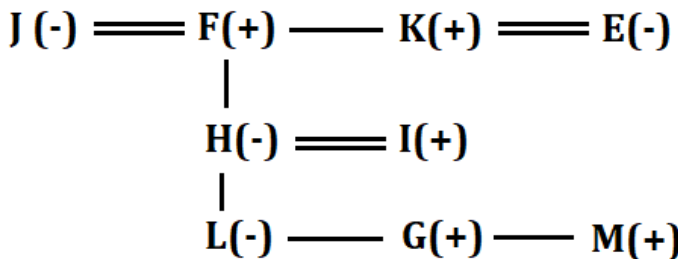 J (-) F(+) K(+) E(-)
H(-) I(+)
L(-) G(+) M(+)